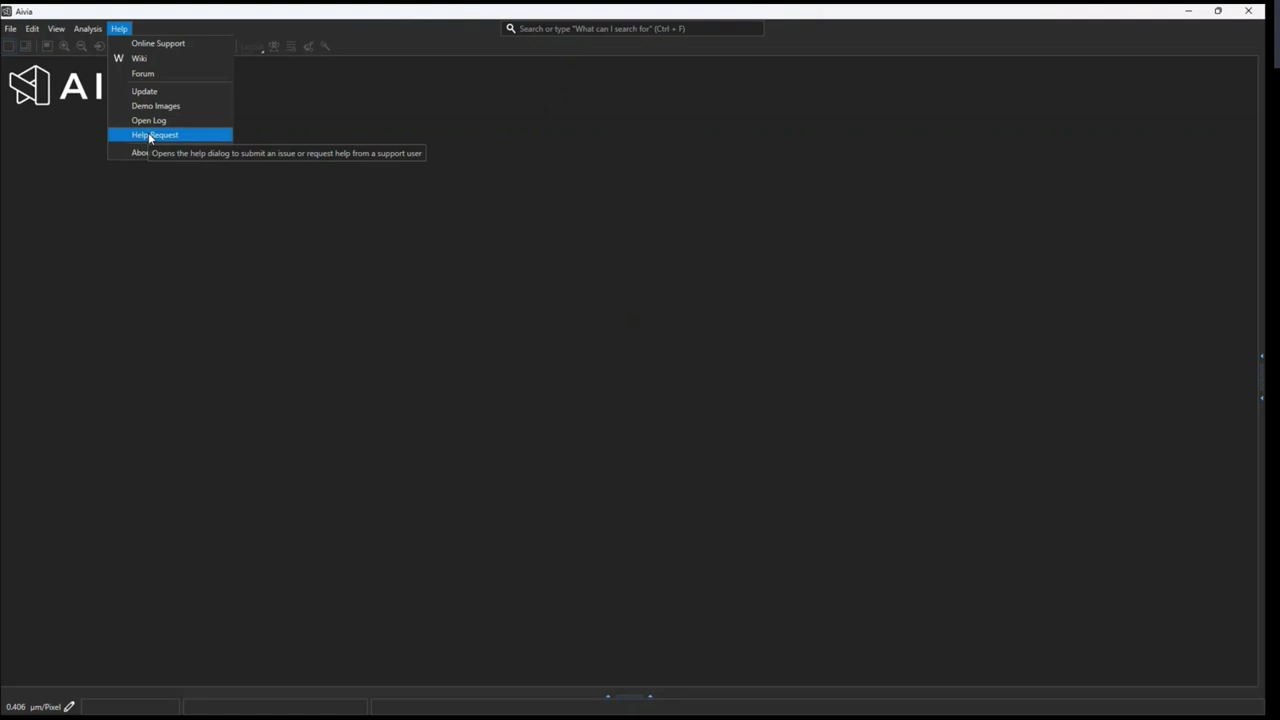 Aivia
File Edit View Analysis Help
Search or type "What can I search for" (Ctrl + F)
Online Support
W Wiki
Forum
AI
Update
Demo Images
Open Log
Help Request
Opens the help dialog to submit an issue or request help from a support user
0.406 µm/Pixel